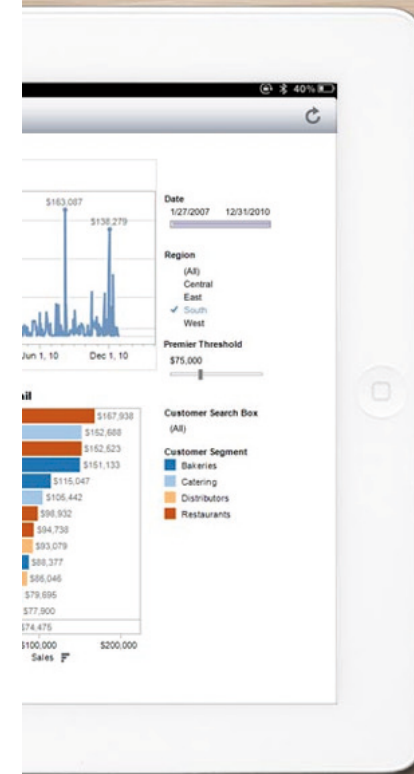 40%
$163,087
$138,279
Jun 1, 10 Dec 1, 10
Date
1/27/2007 12/31/2010
Region
(All)
Central
East
South
West
Premier Threshold
$75,000
ail
$167,938
$162,688
$152,523
$151,133
$115,047
$105,442
$98,932
$94,738
$93,079
$88,377
$86,046
$79,695
$77,900
$74,475
$100,000 $200,000
Sales
Customer Search Box
(All)
Customer Segment
Bakeries
Catering
Distributors
Restaurants